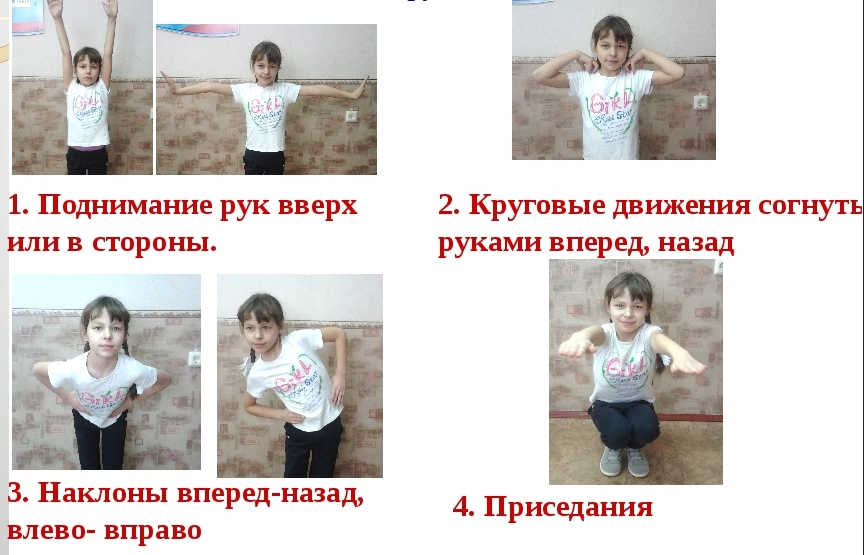 1. Поднимание рук вверх
или в стороны.
2. Круговые движения согнуть
руками вперед, назад
3. Наклоны вперед-назад,
влево- вправо
4. Приседания